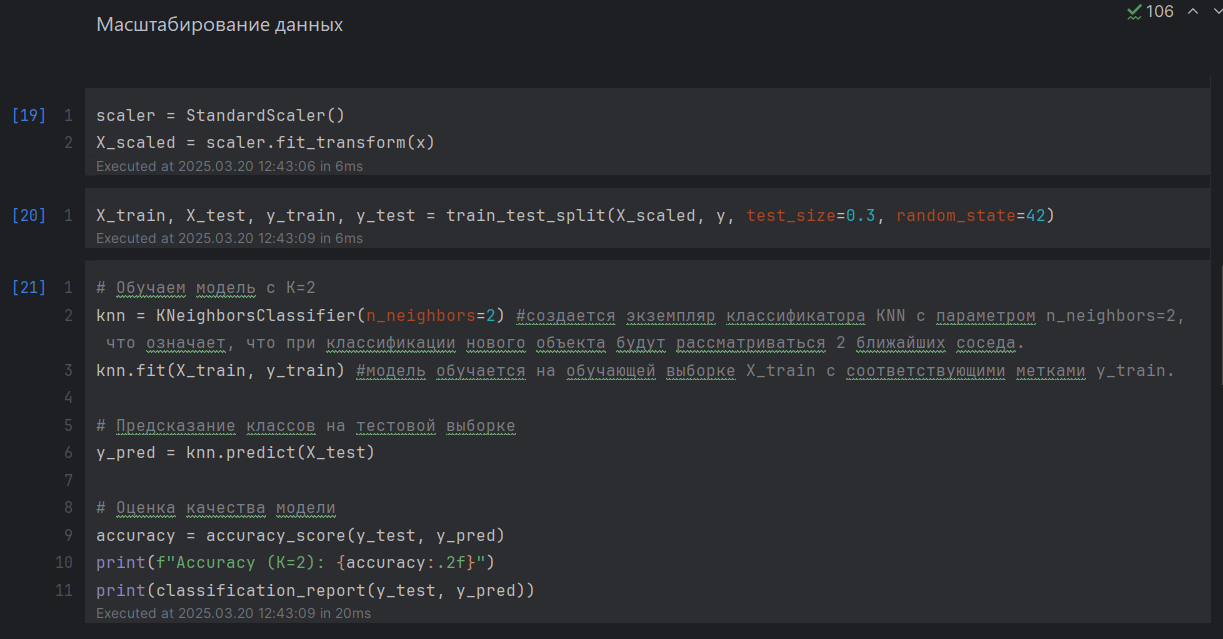 Масштабирование данных
106
[19] 1 scaler = StandardScaler()
2 X_scaled = scaler.fit_transform(x)
Executed at 2025.03.20 12:43:06 in 6ms
[20] 1 X_train, X_test, y_train, y_test = train_test_split(X_scaled, y, test_size=0.3, random_state=42)
Executed at 2025.03.20 12:43:09 in 6ms
[21] 1 # Обучаем модель с K=2
2 knn = KNeighborsClassifier(n_neighbors=2) #создается экземпляр классификатора KNN с параметром n_neighbors=2,
что означает, что при классификации нового объекта будут рассматриваться 2 ближайших соседа.
3 knn.fit(X_train, y_train) #модель обучается на обучающей выборке X_train с соответствующими метками y_train.
4
5 # Предсказание классов на тестовой выборке
6 y_pred = knn.predict(X_test)
7
8 # Оценка качества модели
9 accuracy = accuracy_score(y_test, y_pred)
10 print(f"Accuracy (K=2): {accuracy:.2f}")
11 print(classification_report(y_test, y_pred))
Executed at 2025.03.20 12:43:09 in 20ms